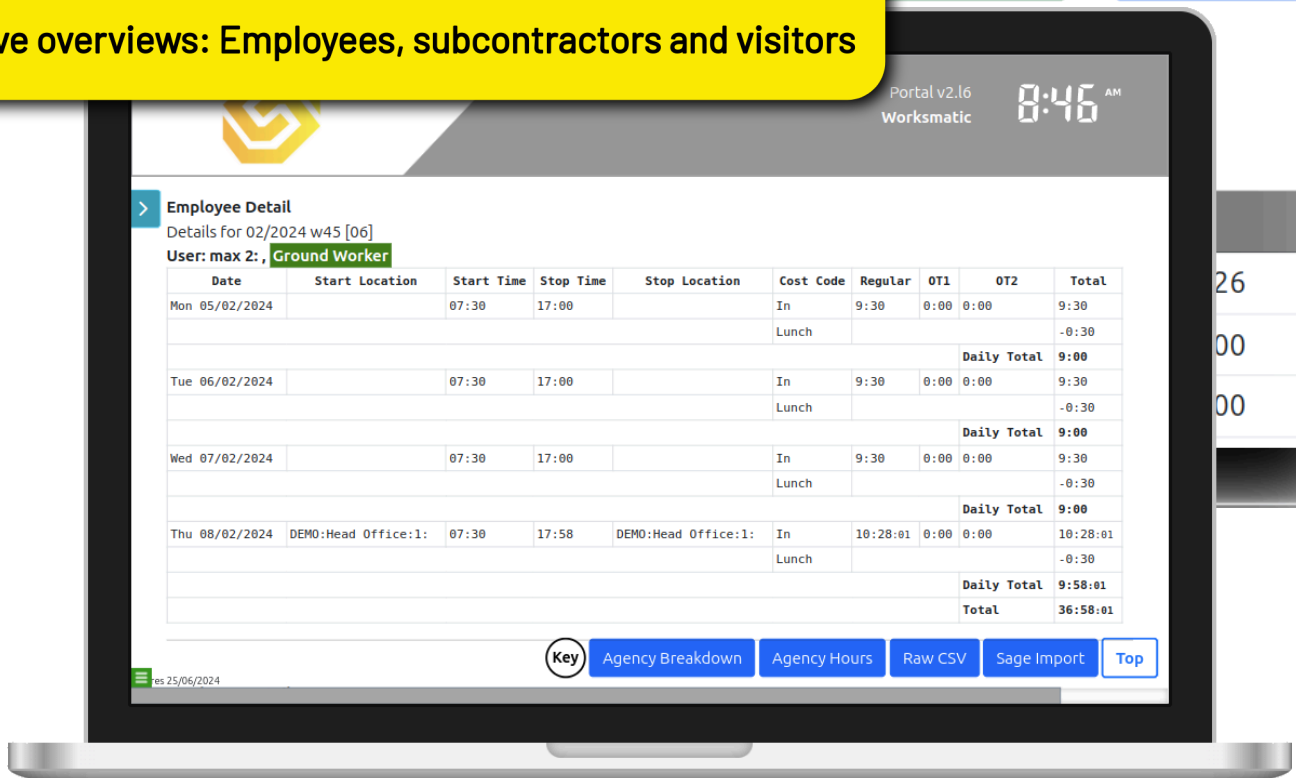 overviews: Employees, subcontractors and visitors
Portal v2.l6
Worksmatic
8:46 AM
Employee Detail
Details for 02/2024 w45 [06]
User: max 2: , Ground Worker
Date Start Location Start Time Stop Time Stop Location Cost Code Regular OT1 OT2 Total
Mon 05/02/2024 07:30 17:00 In 9:30 0:00 0:00 9:30
Lunch -0:30
Daily Total 9:00
Tue 06/02/2024 07:30 17:00 In 9:30 0:00 0:00 9:30
Lunch -0:30
Daily Total 9:00
Wed 07/02/2024 07:30 17:00 In 9:30 0:00 0:00 9:30
Lunch -0:30
Daily Total 9:00
Thu 08/02/2024 DEMO:Head Office:1: 07:30 17:58 DEMO:Head Office:1: In 10:28:01 0:00 0:00 10:28:01
Lunch -0:30
Daily Total 9:58:01
Total 36:58:01
Key Agency Breakdown Agency Hours Raw CSV Sage Import Top
25/06/2024
26
00
00